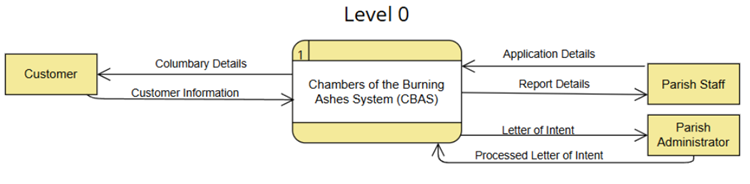 Level 0
1
Columbary Details
Customer
Customer Information
Chambers of the Burning
Ashes System (CBAS)
Application Details
Report Details
Parish Staff
Letter of Intent
Parish
Administrator
Processed Letter of Intent